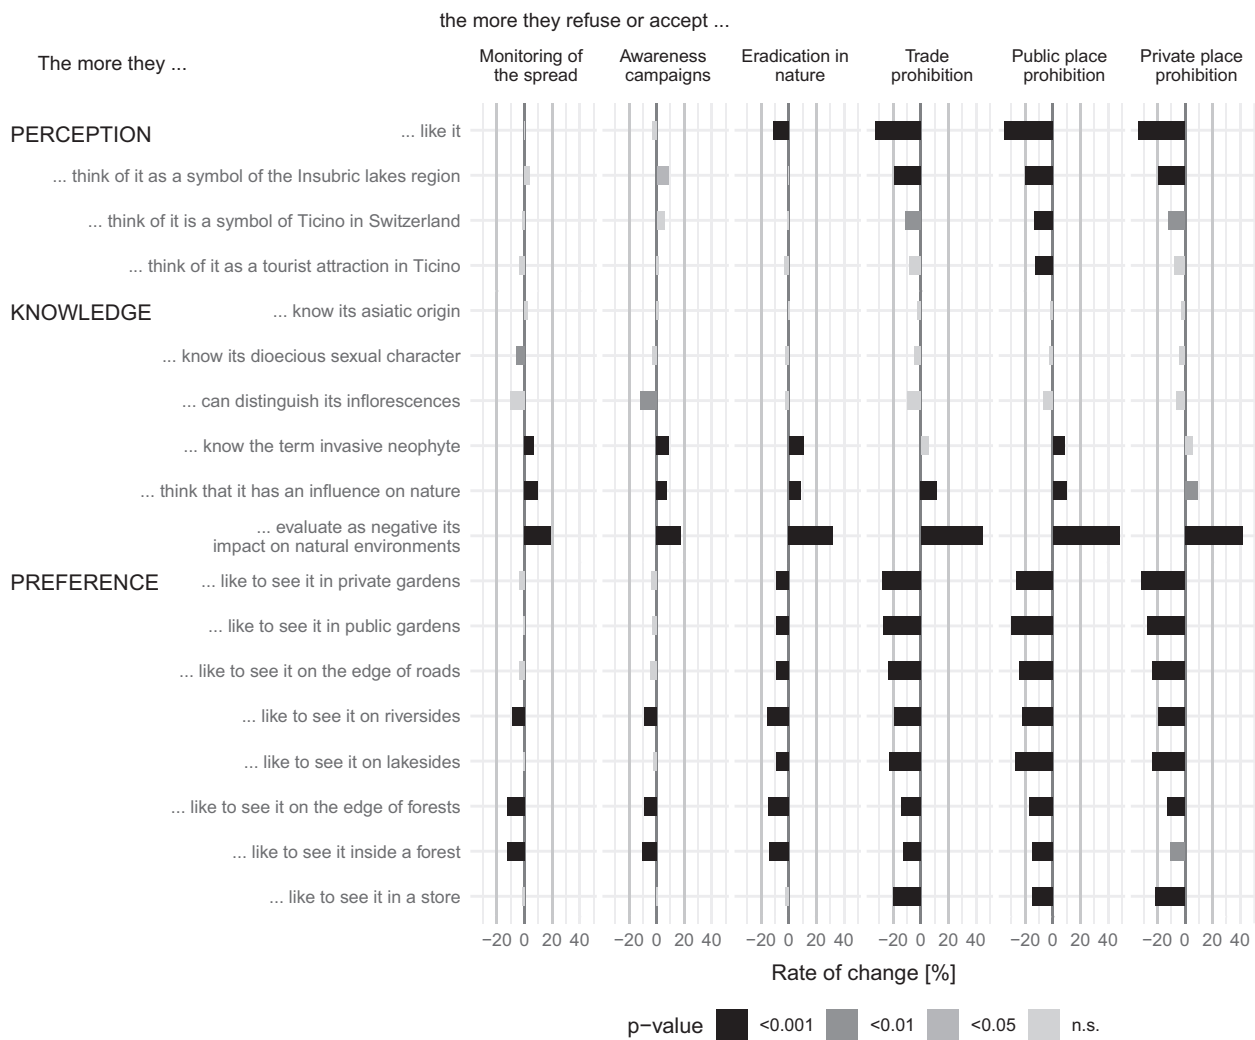 the more they refuse or accept ...
The more they ...
Monitoring of
the spread
Awareness
campaigns
Eradication in
nature
Trade
prohibition
Public place
prohibition
Private place
prohibition
PERCEPTION
... like it
... think of it as a symbol of the Insubric lakes region
... think of it is a symbol of Ticino in Switzerland
... think of it as a tourist attraction in Ticino
KNOWLEDGE
... know its asiatic origin
... know its dioecious sexual character
... can distinguish its inflorescences
... know the term invasive neophyte
... think that it has an influence on nature
... evaluate as negative its
impact on natural environments
PREFERENCE
... like to see it in private gardens
... like to see it in public gardens
... like to see it on the edge of roads
... like to see it on riversides
... like to see it on lakesides
... like to see it on the edge of forests
... like to see it inside a forest
... like to see it in a store
−20 0 20 40 −20 0 20 40 −20 0 20 40 −20 0 20 40 −20 0 20 40 −20 0 20 40
Rate of change [%]
p−value <0.001 <0.01 <0.05 n.s.